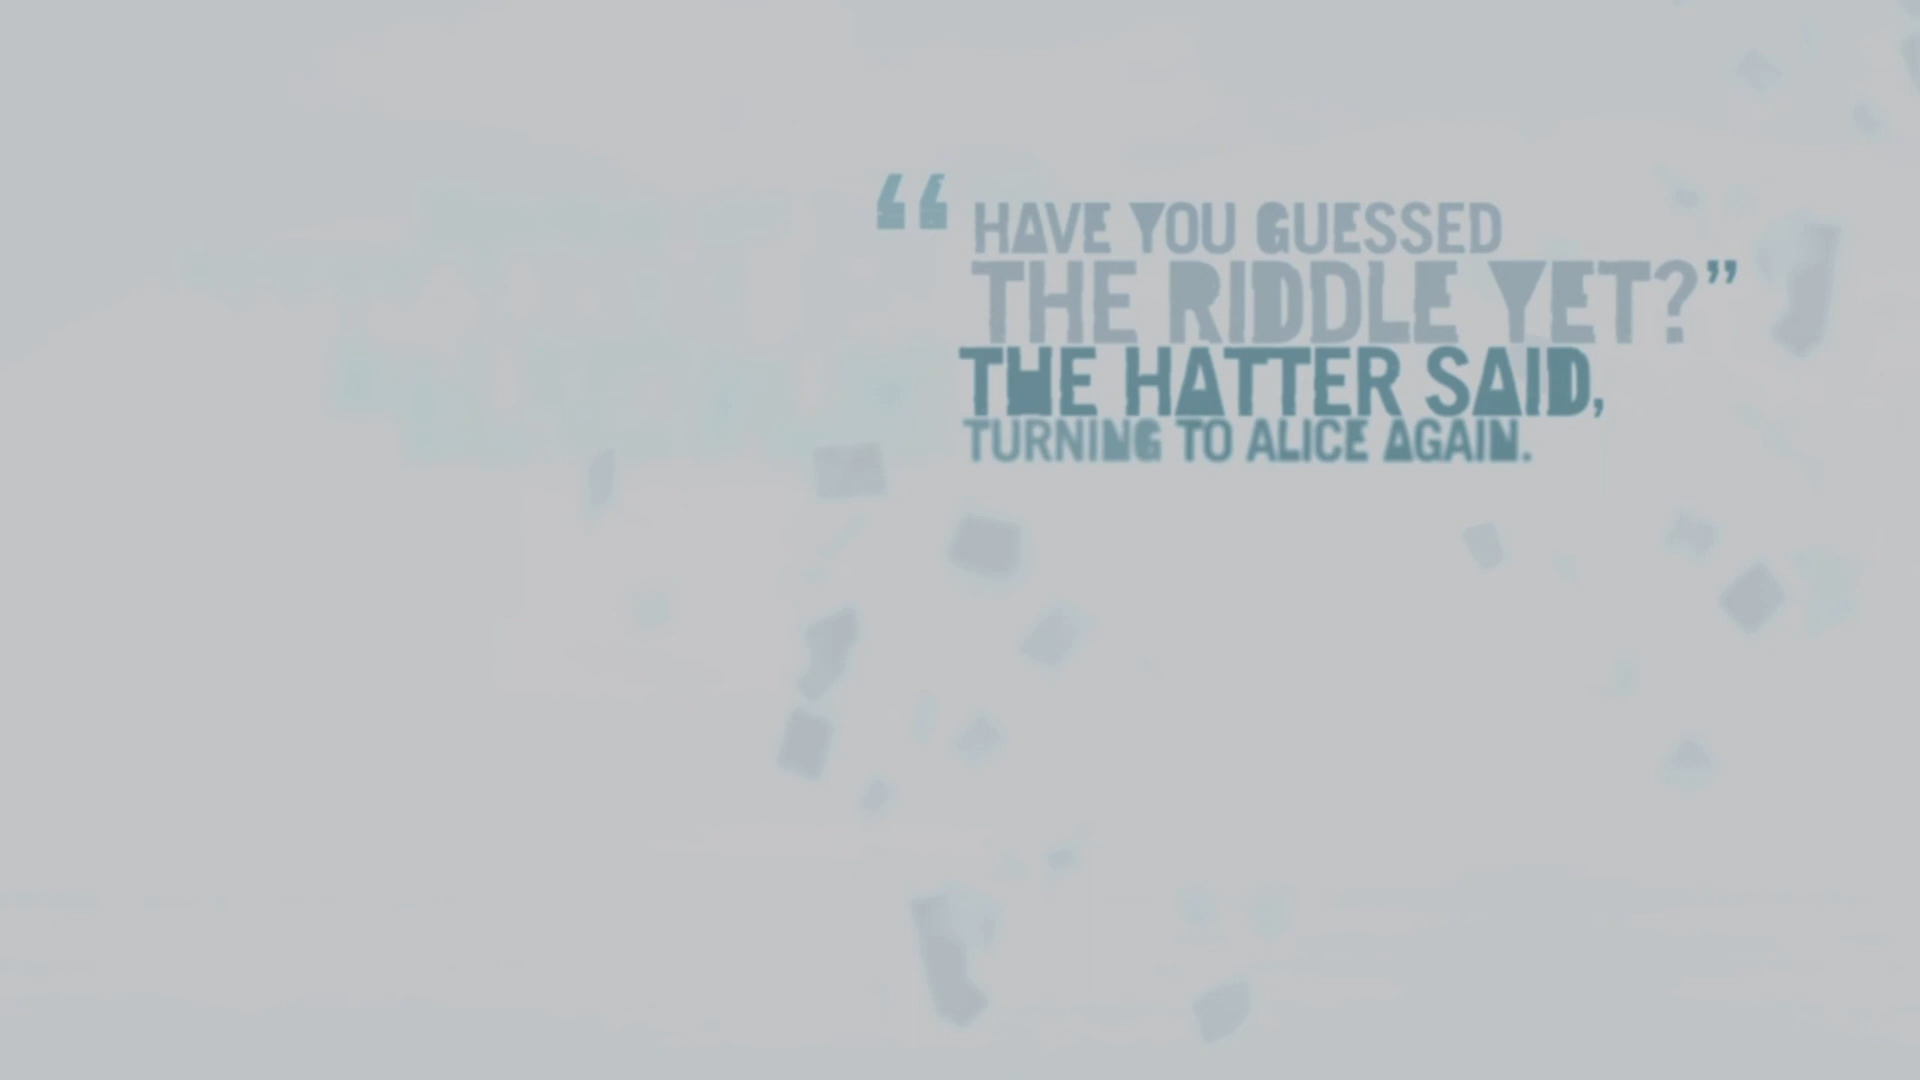 “HAVE YOU GUESSED
THE RIDDLE YET?”
THE HATTER SAID,
TURNING TO ALICE AGAIN.